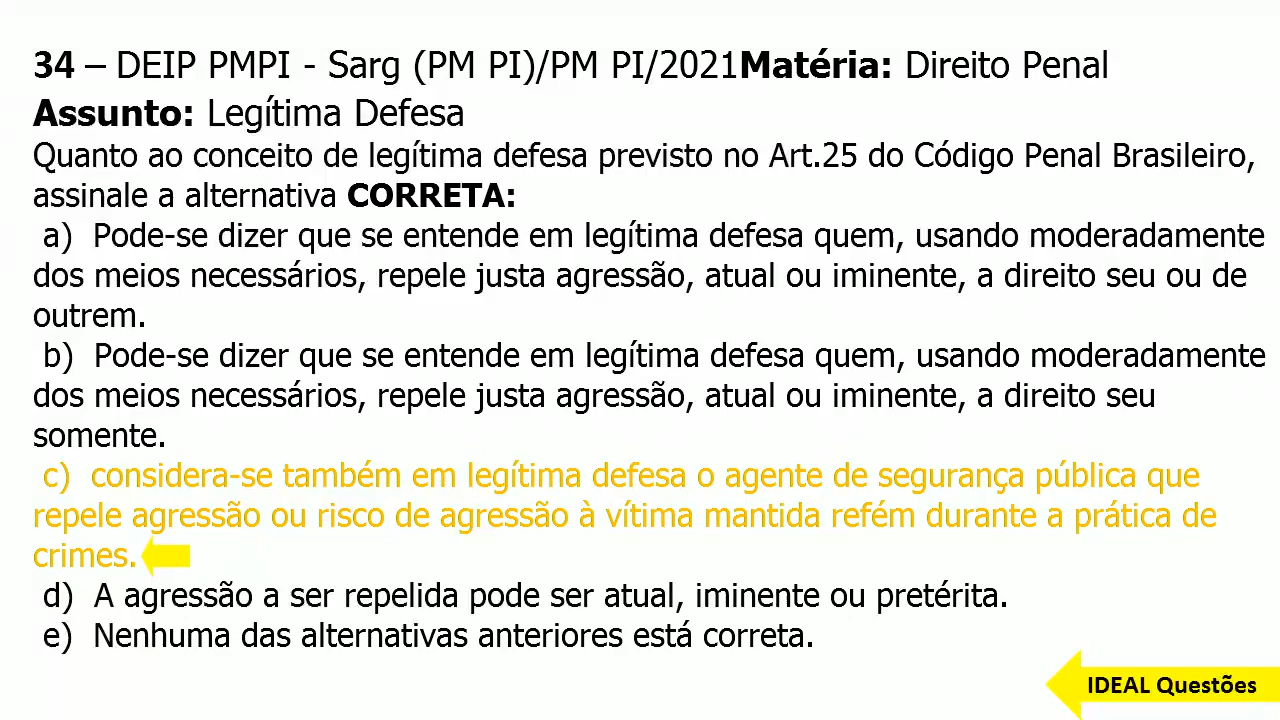 34 – DEIP PMPI - Sarg (PM PI)/PM PI/2021Matéria: Direito Penal
Assunto: Legítima Defesa
Quanto ao conceito de legítima defesa previsto no Art.25 do Código Penal Brasileiro,
assinale a alternativa CORRETA:
a) Pode-se dizer que se entende em legítima defesa quem, usando moderadamente
dos meios necessários, repele justa agressão, atual ou iminente, a direito seu ou de
outrem.
b) Pode-se dizer que se entende em legítima defesa quem, usando moderadamente
dos meios necessários, repele justa agressão, atual ou iminente, a direito seu
somente.
c) considera-se também em legítima defesa o agente de segurança pública que
repele agressão ou risco de agressão à vítima mantida refém durante a prática de
crimes.
d) A agressão a ser repelida pode ser atual, iminente ou pretérita.
e) Nenhuma das alternativas anteriores está correta.
IDEAL Questões